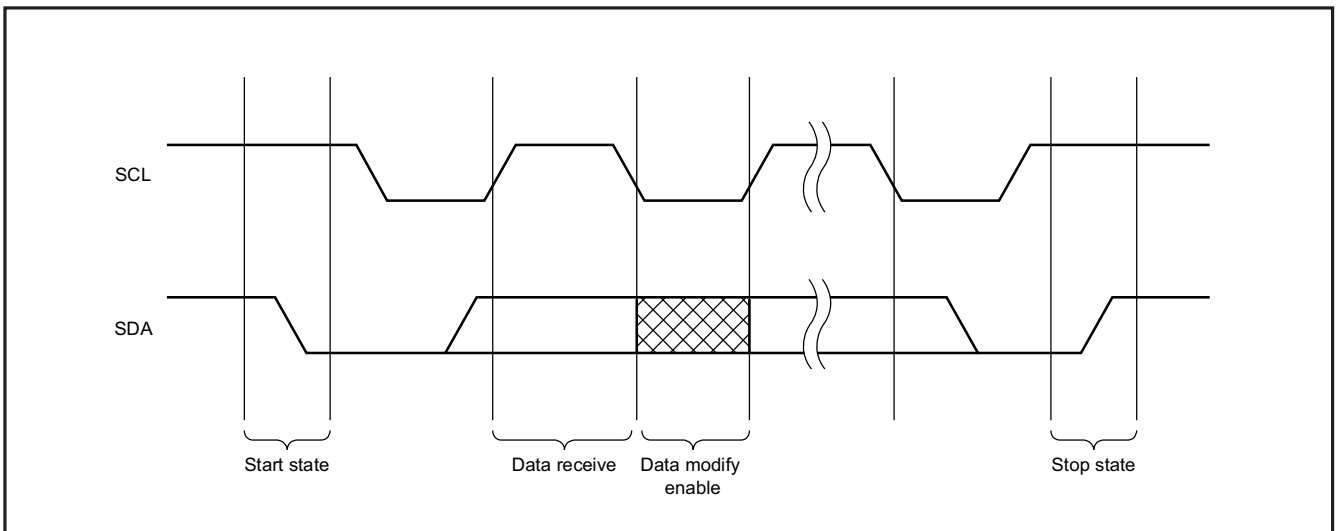 SCL
SDA
Start state
Data receive
Data modify
enable
Stop state